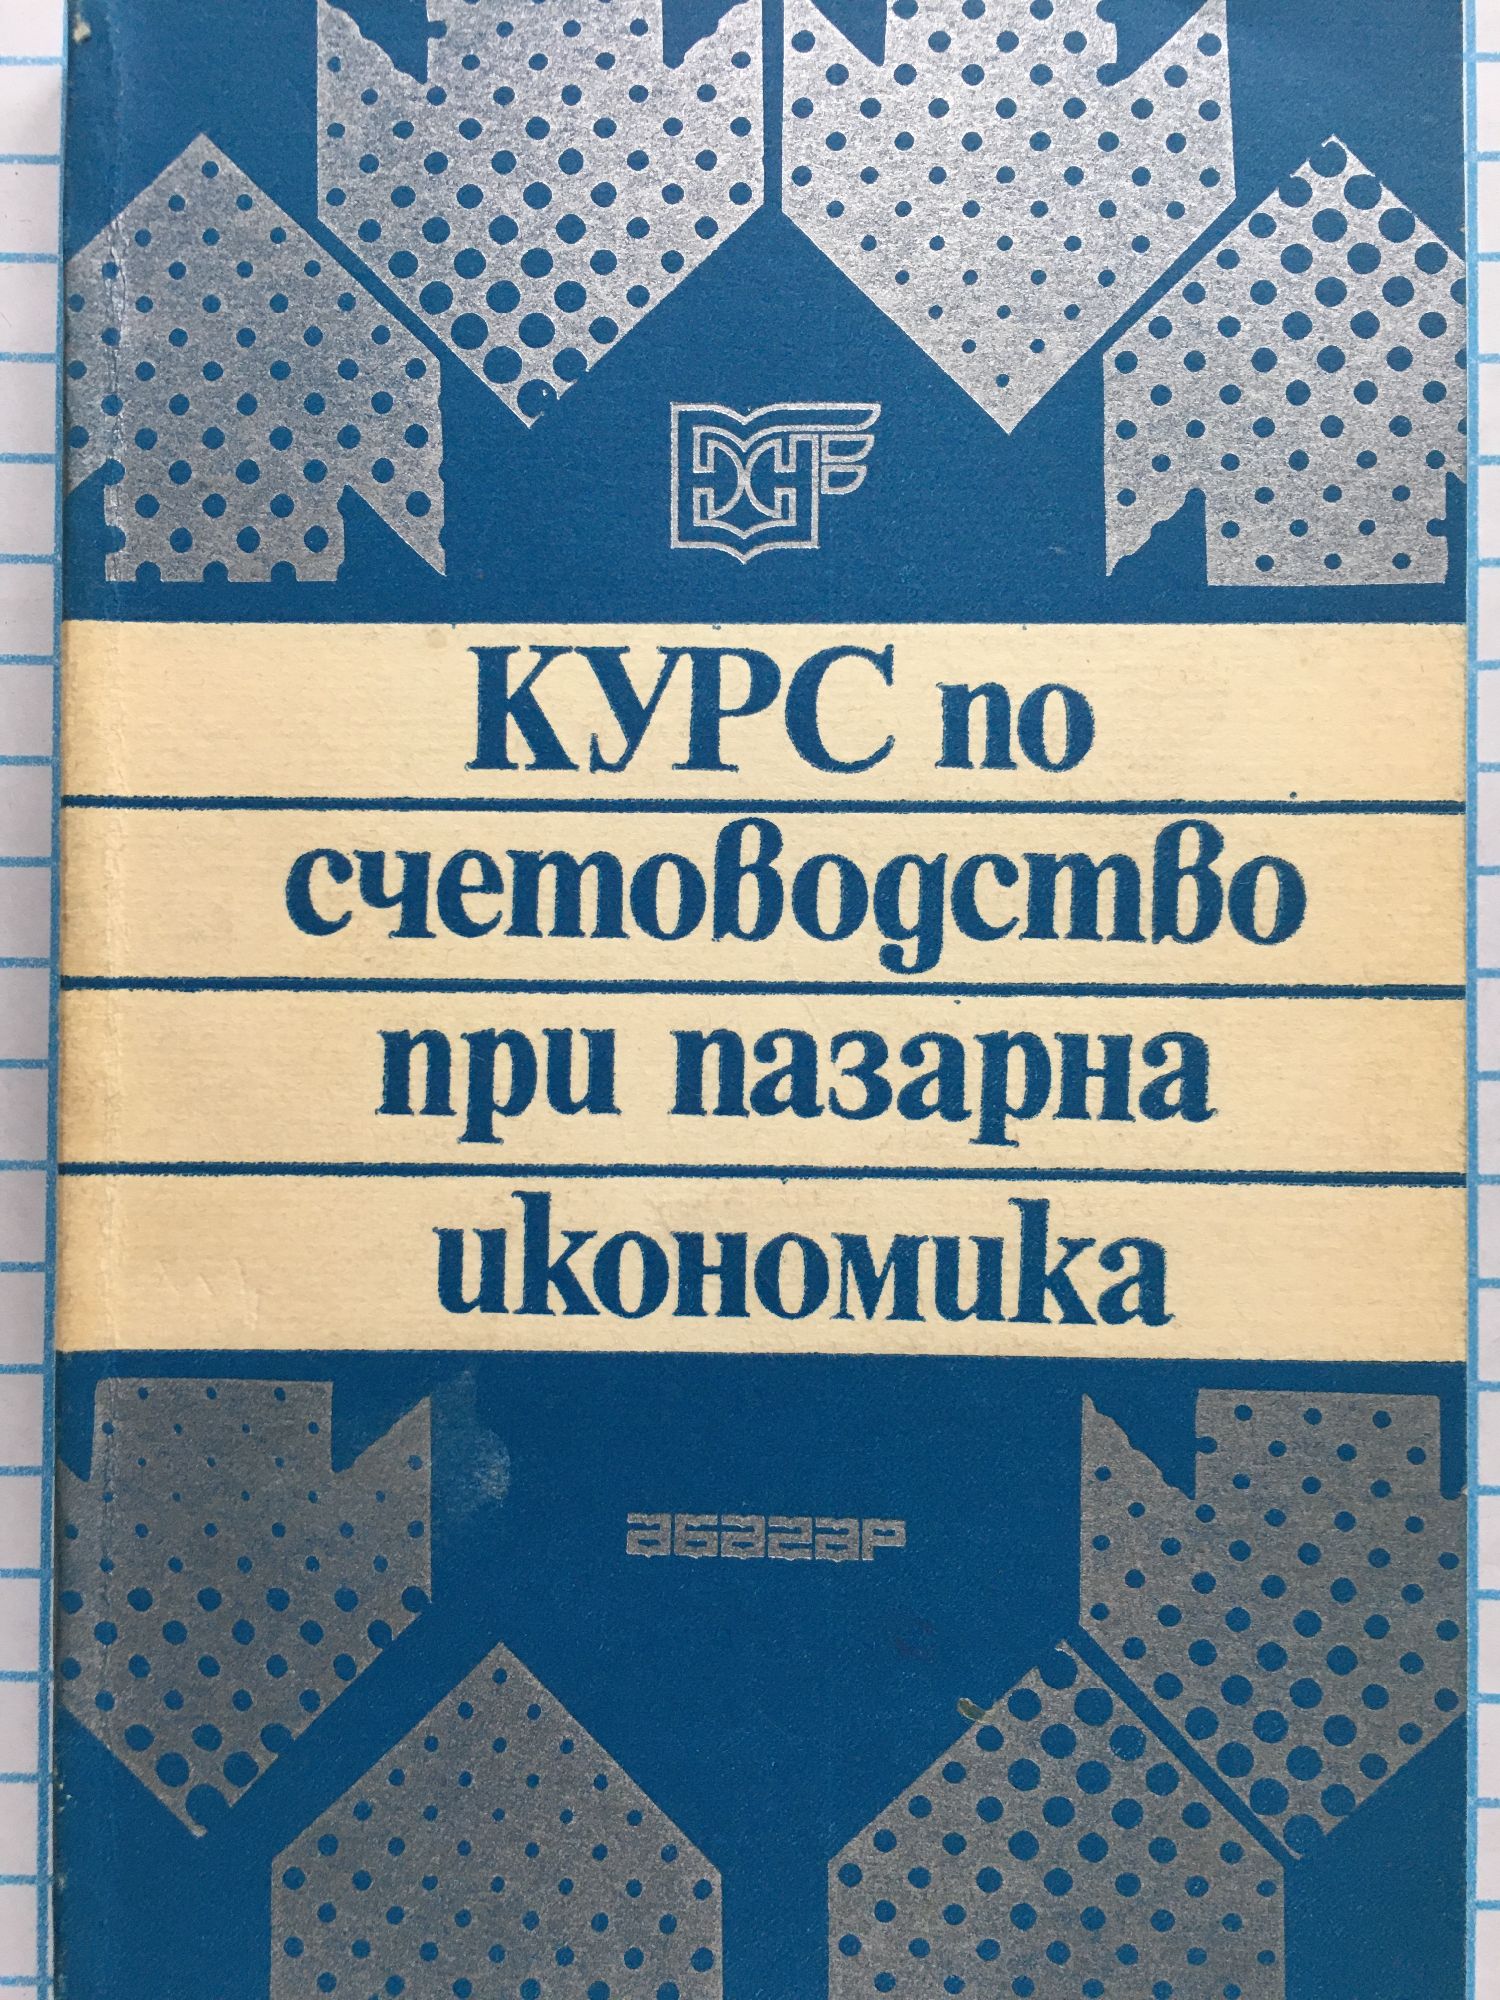 КУРС по
счетоводство
при пазарна
икономика
абагар